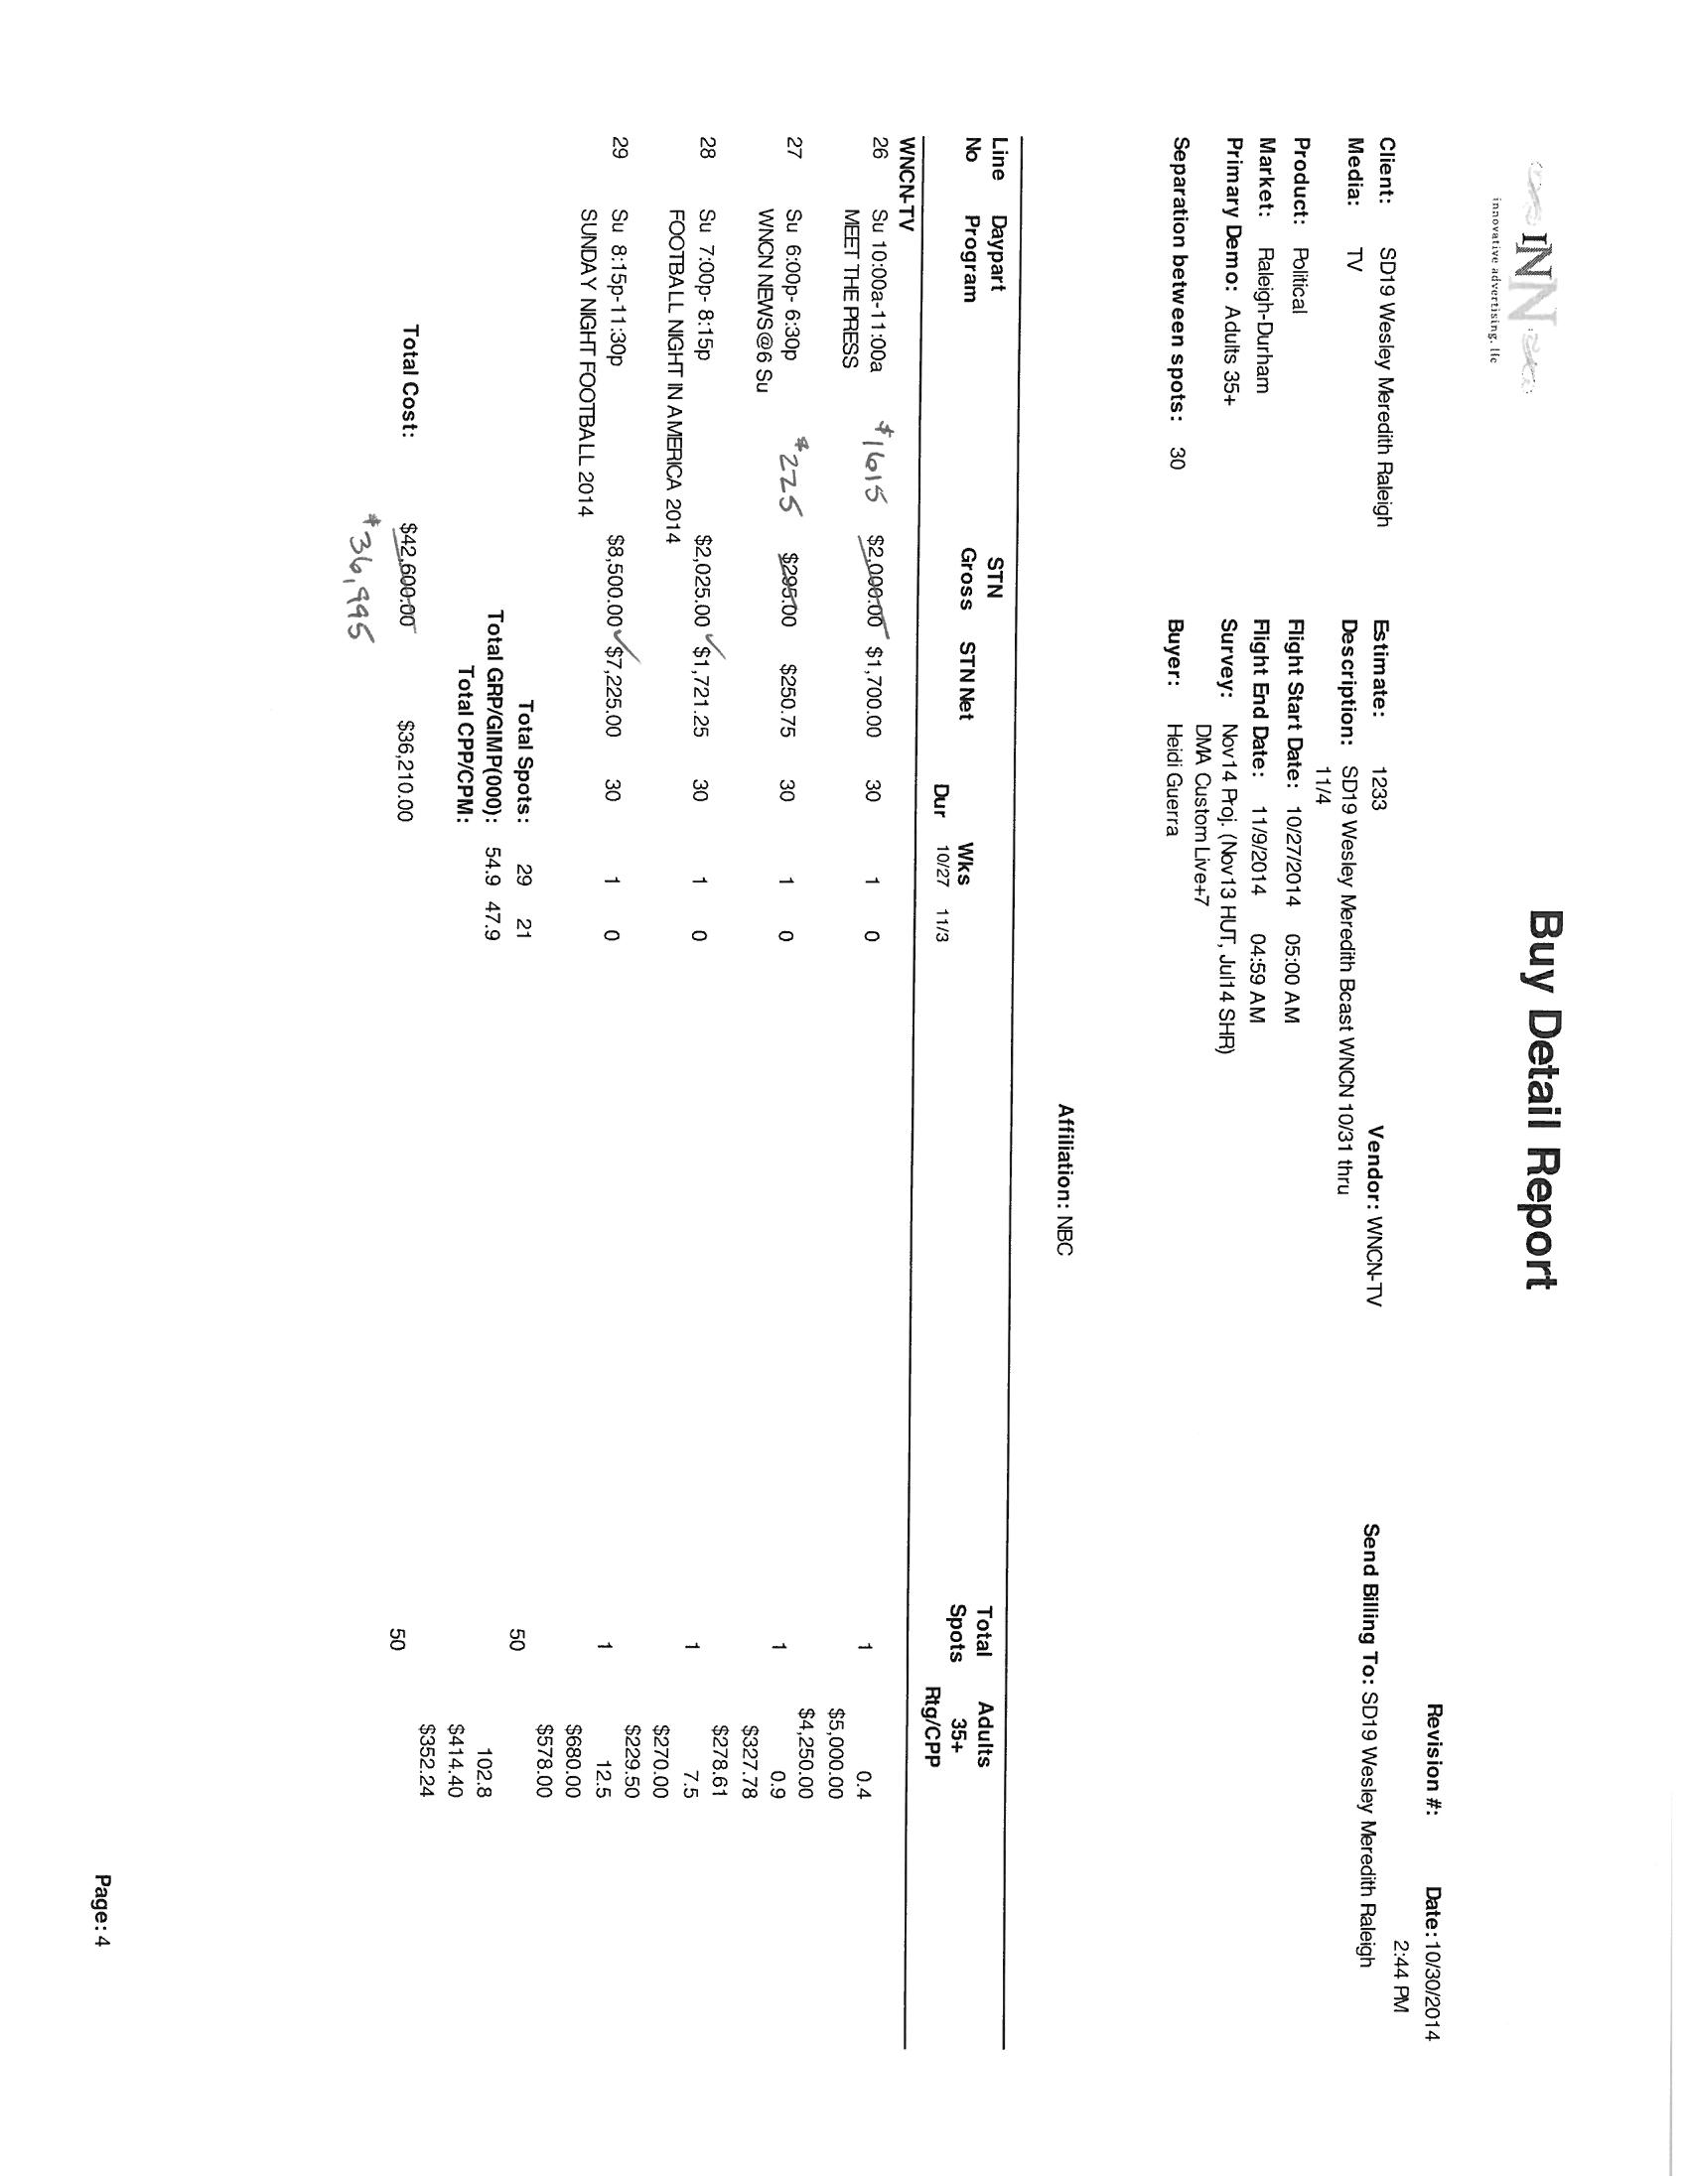 INN
innovative advertising, llc
Buy Detail Report
Revision #: Date: 10/30/2014
2:44 PM
Client: SD19 Wesley Meredith Raleigh
Media: TV
Product: Political
Market: Raleigh-Durham
Primary Demo: Adults 35+
Separation between spots: 30
Estimate: 1233
Description: SD19 Wesley Meredith Bcast WNCN 10/31 thru
11/4
Flight Start Date: 10/27/2014 05:00 AM
Flight End Date: 11/9/2014 04:59 AM
Survey: Nov14 Proj. (Nov13 HUT, Jul14 SHR)
DMA Custom Live+7
Buyer: Heidi Guerra
Vendor: WNCN-TV
Send Billing To: SD19 Wesley Meredith Raleigh
Affiliation: NBC
Line Daypart STN Wks Total Adults
No Program Gross STN Net Dur 10/27 11/3 Spots 35+
Rtg/CPP
WNCN-TV
26 Su 10:00a-11:00a $1615 $2,000.00 $1,700.00 30 1 0 1 0.4
MEET THE PRESS $5,000.00
$4,250.00
27 Su 6:00p- 6:30p $225 $295.00 $250.75 30 1 0 1 0.9
WNCN NEWS@6 Su $327.78
$278.61
28 Su 7:00p- 8:15p $2,025.00 ✓ $1,721.25 30 1 0 1 7.5
FOOTBALL NIGHT IN AMERICA 2014 $270.00
$229.50
29 Su 8:15p-11:30p $8,500.00 ✓ $7,225.00 30 1 0 1 12.5
SUNDAY NIGHT FOOTBALL 2014 $680.00
$578.00
Total Spots: 29 21 50
Total GRP/GIMP(000): 54.9 47.9 102.8
Total CPP/CPM: $414.40
$352.24
Total Cost: $42,600.00 $36,210.00 50
$36,995
Page: 4